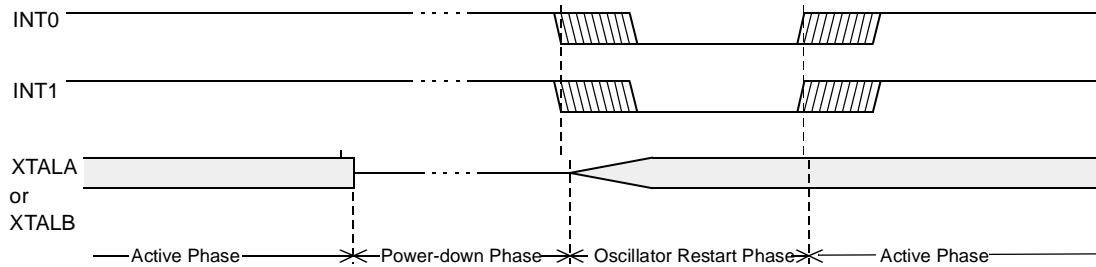 INT0
INT1
XTALA
or
XTALB
Active Phase
Power-down Phase
Oscillator Restart Phase
Active Phase